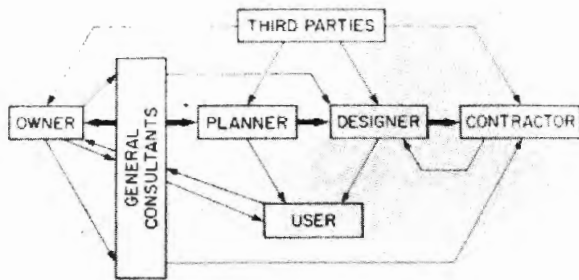 THIRD PARTIES
OWNER
GENERAL
CONSULTANTS
PLANNER
DESIGNER
CONTRACTOR
USER